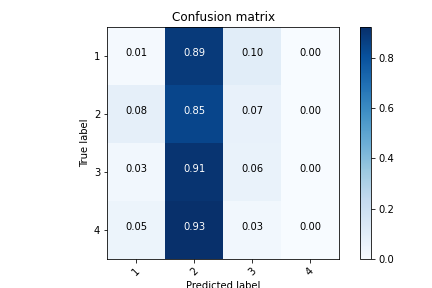 Confusion matrix
True label
1 0.01 0.89 0.10 0.00
2 0.08 0.85 0.07 0.00
3 0.03 0.91 0.06 0.00
4 0.05 0.93 0.03 0.00
1 2 3 4
Predicted label
0.8
0.6
0.4
0.2
0.0